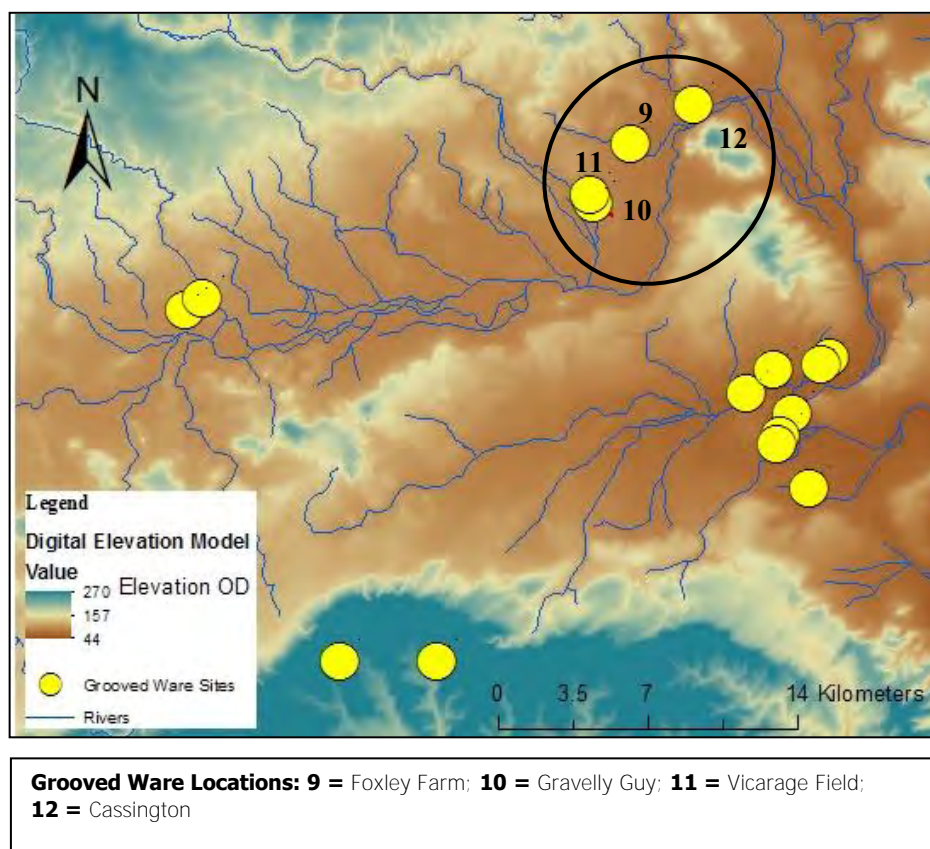 N
9
12
11
10
Legend
Digital Elevation Model
Value
270 Elevation OD
157
44
Grooved Ware Sites
Rivers
0 3.5 7 14 Kilometers
Grooved Ware Locations: 9 = Foxley Farm; 10 = Gravelly Guy; 11 = Vicarage Field;
12 = Cassington